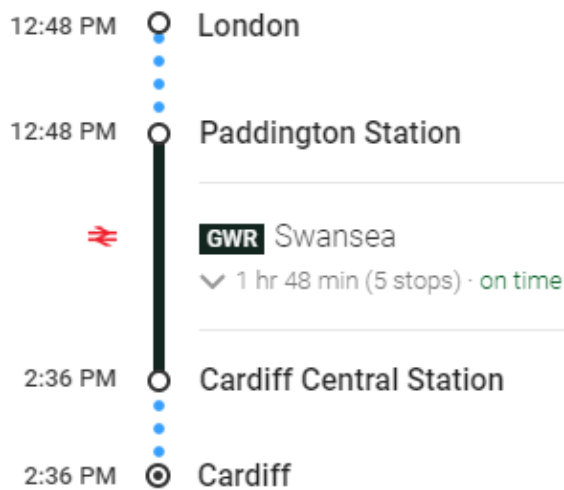 12:48 PM London
12:48 PM Paddington Station
GWR Swansea
1 hr 48 min (5 stops) · on time
2:36 PM Cardiff Central Station
2:36 PM Cardiff